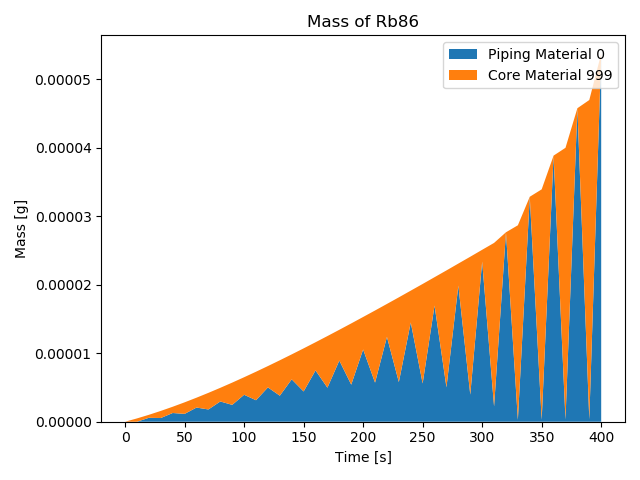 Mass of Rb86
Piping Material 0
Core Material 999
0.00005
0.00004
0.00003
0.00002
0.00001
0.00000
Mass [g]
0 50 100 150 200 250 300 350 400
Time [s]